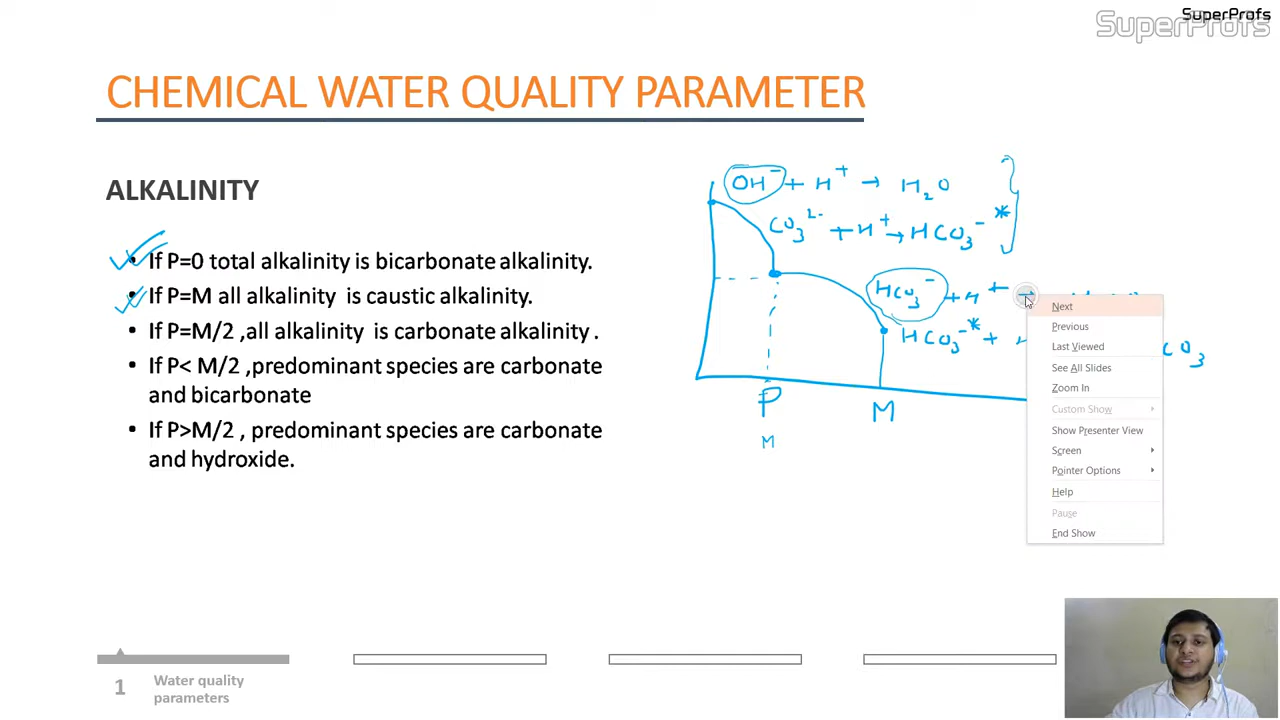 SuperProfs
SuperProfs
CHEMICAL WATER QUALITY PARAMETER
ALKALINITY
• If P=0 total alkalinity is bicarbonate alkalinity.
• If P=M all alkalinity is caustic alkalinity.
• If P=M/2 ,all alkalinity is carbonate alkalinity .
• If P< M/2 ,predominant species are carbonate
and bicarbonate
• If P>M/2 , predominant species are carbonate
and hydroxide.
OH⁻ + H⁺ → H₂O
CO₃²⁻ + H⁺ → HCO₃⁻*
HCO₃⁻ + H⁺ →
HCO₃⁻* + H
CO₃
P
M
M
Next
Previous
Last Viewed
See All Slides
Zoom In
Custom Show
Show Presenter View
Screen
Pointer Options
Help
Pause
End Show
1
Water quality
parameters